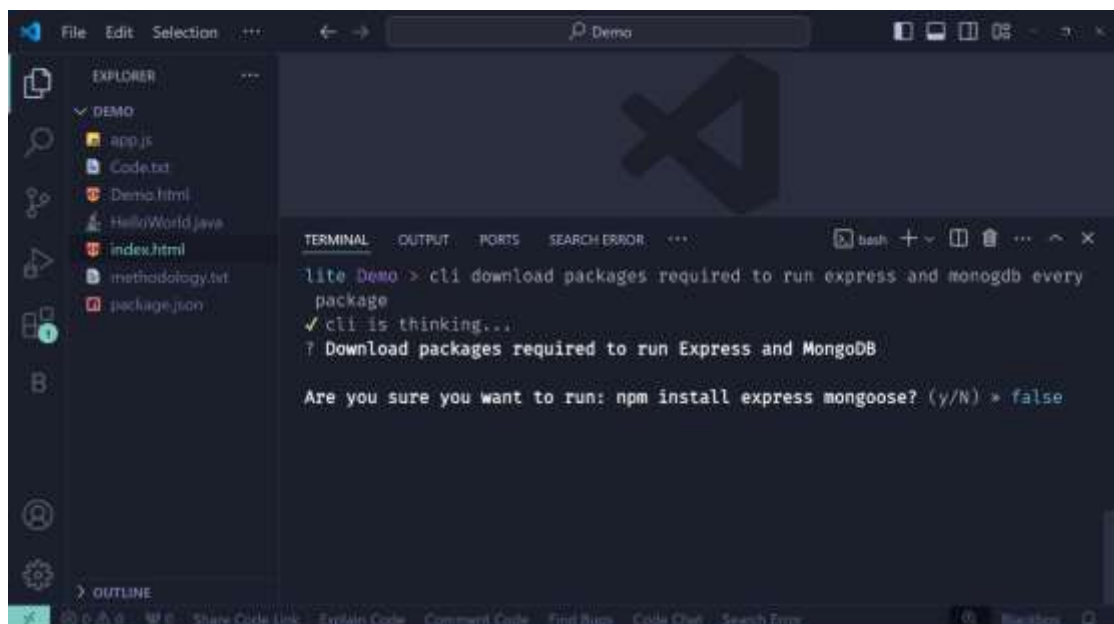 File Edit Selection ...
Demo
EXPLORER ...
DEMO
app.js
Code.txt
Demo.html
HelloWorld.java
index.html
methodology.txt
package.json
OUTLINE
TERMINAL OUTPUT PORTS SEARCH ERROR ...
bash
lite Demo > cli download packages required to run express and monogdb every
package
✓ cli is thinking...
? Download packages required to run Express and MongoDB
Are you sure you want to run: npm install express mongoose? (y/N) » false
Share Code Link Explain Code Comment Code Find Bugs Code Chat Search Error Blackbox